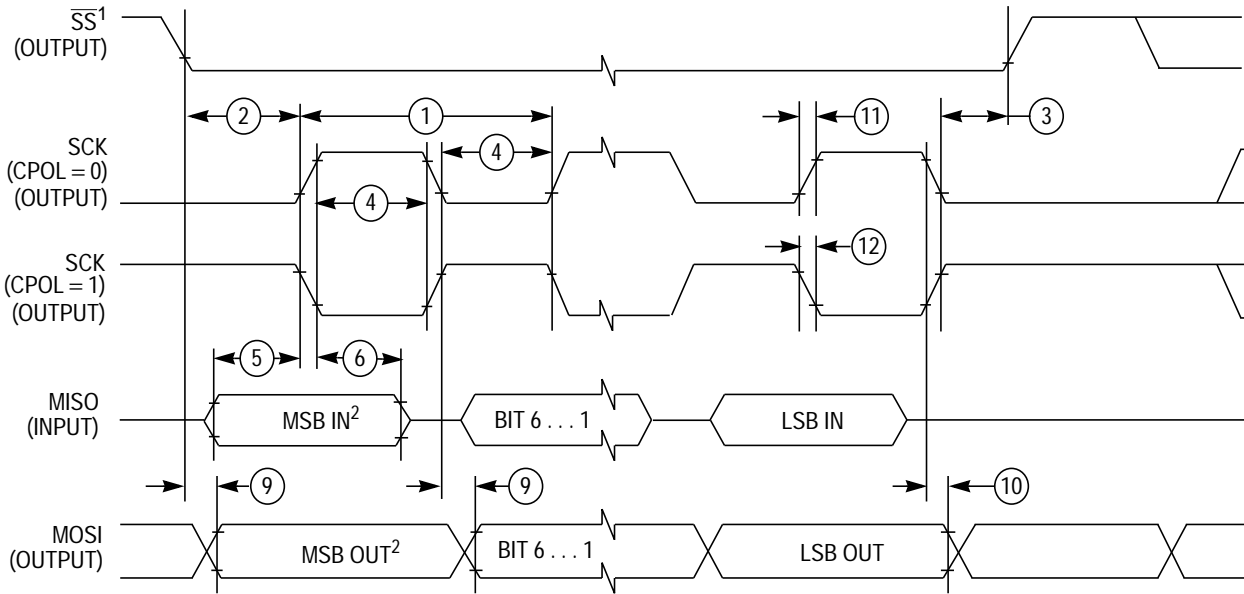 SS¹
(OUTPUT)
2
1
11
3
SCK
(CPOL = 0)
(OUTPUT)
4
4
SCK
(CPOL = 1)
(OUTPUT)
12
5
6
MISO
(INPUT)
MSB IN²
BIT 6 . . . 1
LSB IN
9
9
10
MOSI
(OUTPUT)
MSB OUT²
BIT 6 . . . 1
LSB OUT